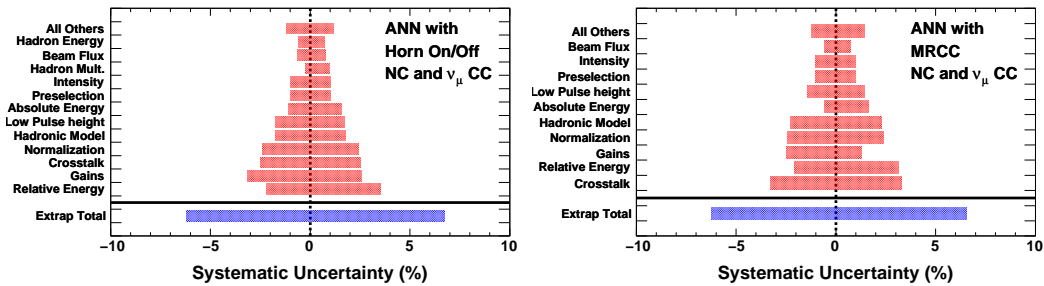 All Others
Hadron Energy
Beam Flux
Hadron Mult.
Intensity
Preselection
Absolute Energy
Low Pulse height
Hadronic Model
Normalization
Crosstalk
Gains
Relative Energy
Extrap Total
ANN with
Horn On/Off
NC and νμ CC
−10 −5 0 5 10
Systematic Uncertainty (%)
All Others
Beam Flux
Intensity
Preselection
Low Pulse height
Absolute Energy
Hadronic Model
Normalization
Gains
Relative Energy
Crosstalk
Extrap Total
ANN with
MRCC
NC and νμ CC
−10 −5 0 5 10
Systematic Uncertainty (%)